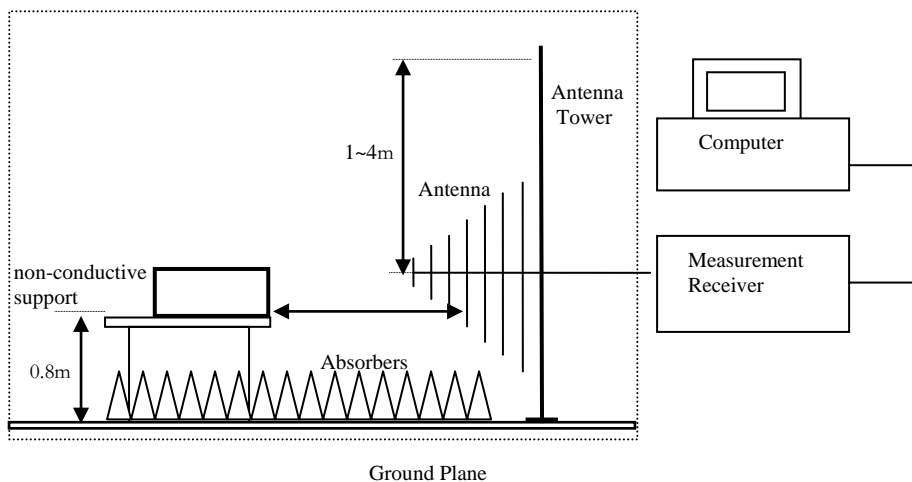 Antenna
Tower
Computer
1~4m
Antenna
Measurement
Receiver
non-conductive
support
Absorbers
0.8m
Ground Plane